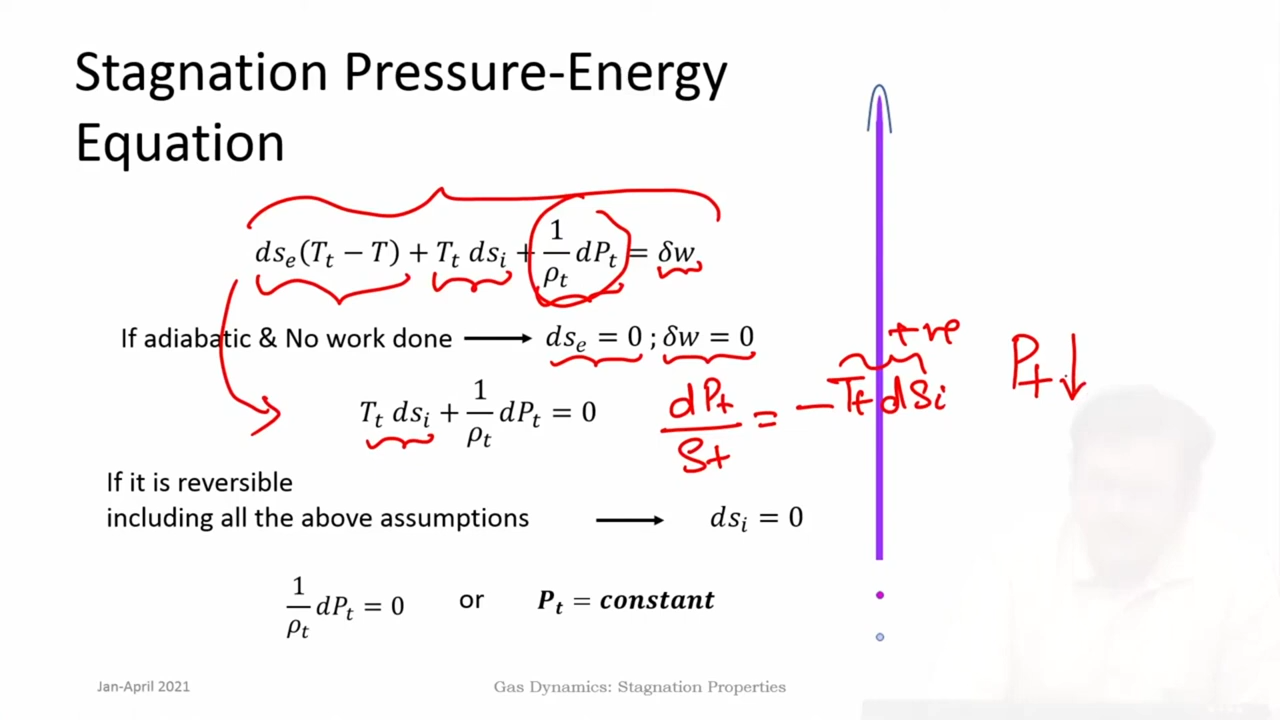 Stagnation Pressure-Energy
Equation
ds_e(T_t − T) + T_t ds_i + 1/ρ_t dP_t = δw
If adiabatic & No work done ⟶ ds_e = 0 ; δw = 0
+ve
P_t ↓
T_t ds_i + 1/ρ_t dP_t = 0
dP_t/ρ_t = − T_t ds_i
If it is reversible
including all the above assumptions ⟶ ds_i = 0
1/ρ_t dP_t = 0 or P_t = constant
Jan-April 2021
Gas Dynamics: Stagnation Properties